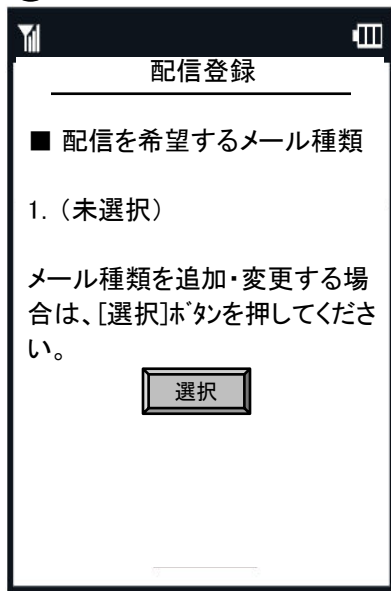 配信登録
■ 配信を希望するメール種類
1. （未選択）
メール種類を追加・変更する場
合は、[選択]ﾎﾞﾀﾝを押してくださ
い。
選択